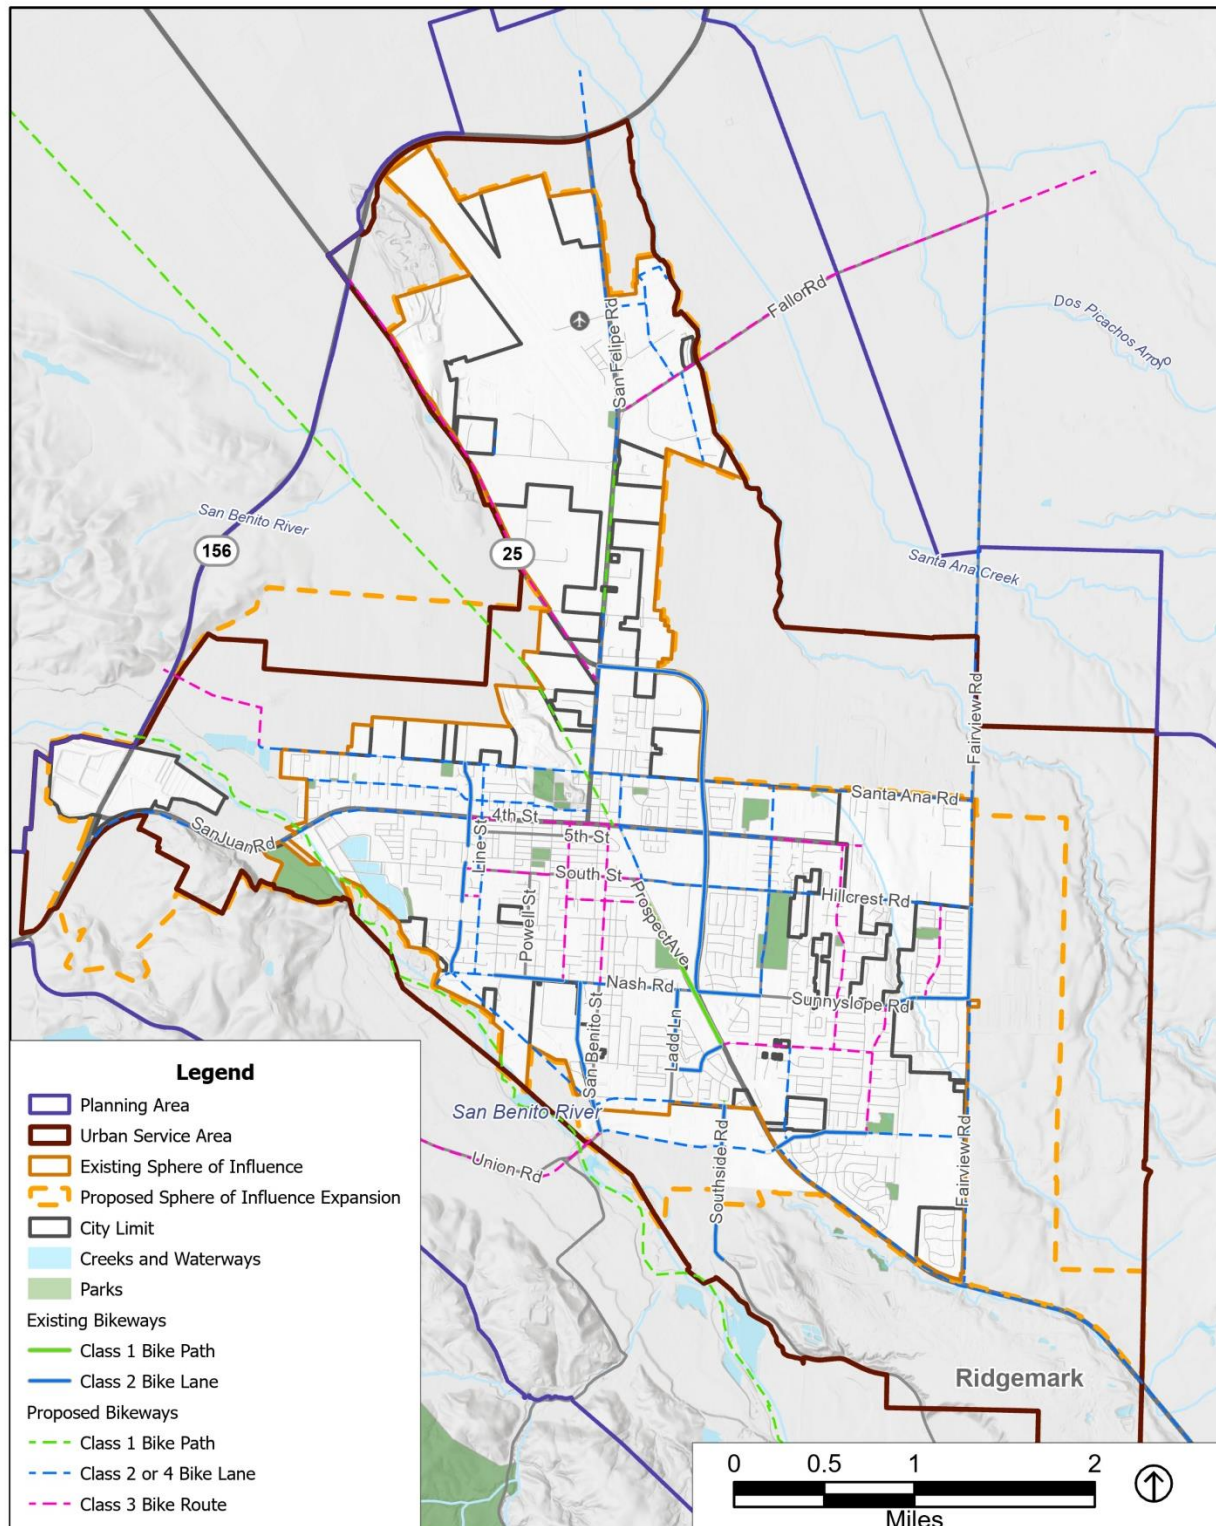 San Felipe Rd
Fallon Rd
Dos Picachos Arroyo
San Benito River
156
25
Santa Ana Creek
Fairview Rd
Santa Ana Rd
4th St
5th St
San Juan Rd
Line St
South St
Hillcrest Rd
Powell St
Prospect Ave
Nash Rd
Sunnyslope Rd
San Benito St
Ladd Ln
San Benito River
Union Rd
Southside Rd
Fairview Rd
Ridgemark
Legend
Planning Area
Urban Service Area
Existing Sphere of Influence
Proposed Sphere of Influence Expansion
City Limit
Creeks and Waterways
Parks
Existing Bikeways
Class 1 Bike Path
Class 2 Bike Lane
Proposed Bikeways
Class 1 Bike Path
Class 2 or 4 Bike Lane
Class 3 Bike Route
0 0.5 1 2
Miles